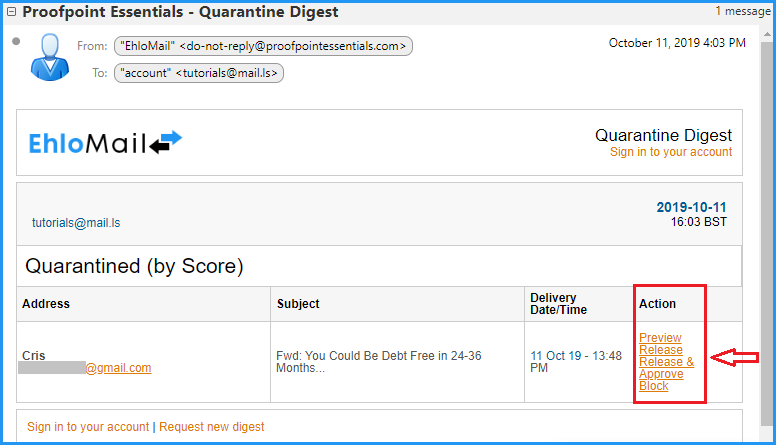 Proofpoint Essentials - Quarantine Digest
1 message
From: "EhloMail" <do-not-reply@proofpointessentials.com>
October 11, 2019 4:03 PM
To: "account" <tutorials@mail.ls>
EhloMail
Quarantine Digest
Sign in to your account
2019-10-11
tutorials@mail.ls
16:03 BST
Quarantined (by Score)
Address
Subject
Delivery
Date/Time
Action
Cris
@gmail.com
Fwd: You Could Be Debt Free in 24-36
Months...
11 Oct 19 - 13:48
PM
Preview
Release
Release &
Approve
Block
Sign in to your account | Request new digest